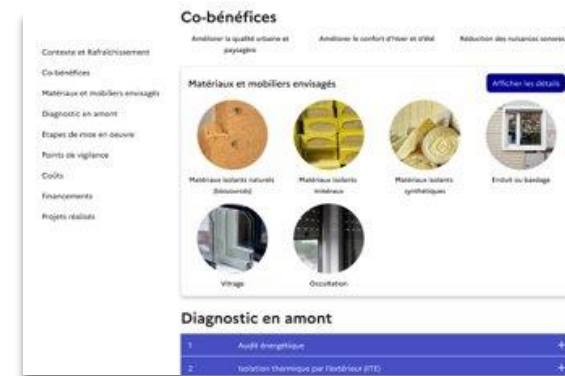 Co-bénéfices
Améliorer la qualité urbaine et
paysagère
Améliorer le confort d'hiver et d'été
Réduction des nuisances sonores
Contexte et Rafraîchissement
Co-bénéfices
Matériaux et mobiliers envisagés
Diagnostic en amont
Etapes de mise en oeuvre
Points de vigilance
Coûts
Financements
Projets réalisés
Matériaux et mobiliers envisagés
Afficher les détails
Matériaux isolants naturels
(biosourcés)
Matériaux isolants
minéraux
Matériaux isolants
synthétiques
Enduit ou bardage
Vitrage
Occultation
Diagnostic en amont
1 Audit énergétique +
2 Isolation thermique par l'extérieur (ITE) +